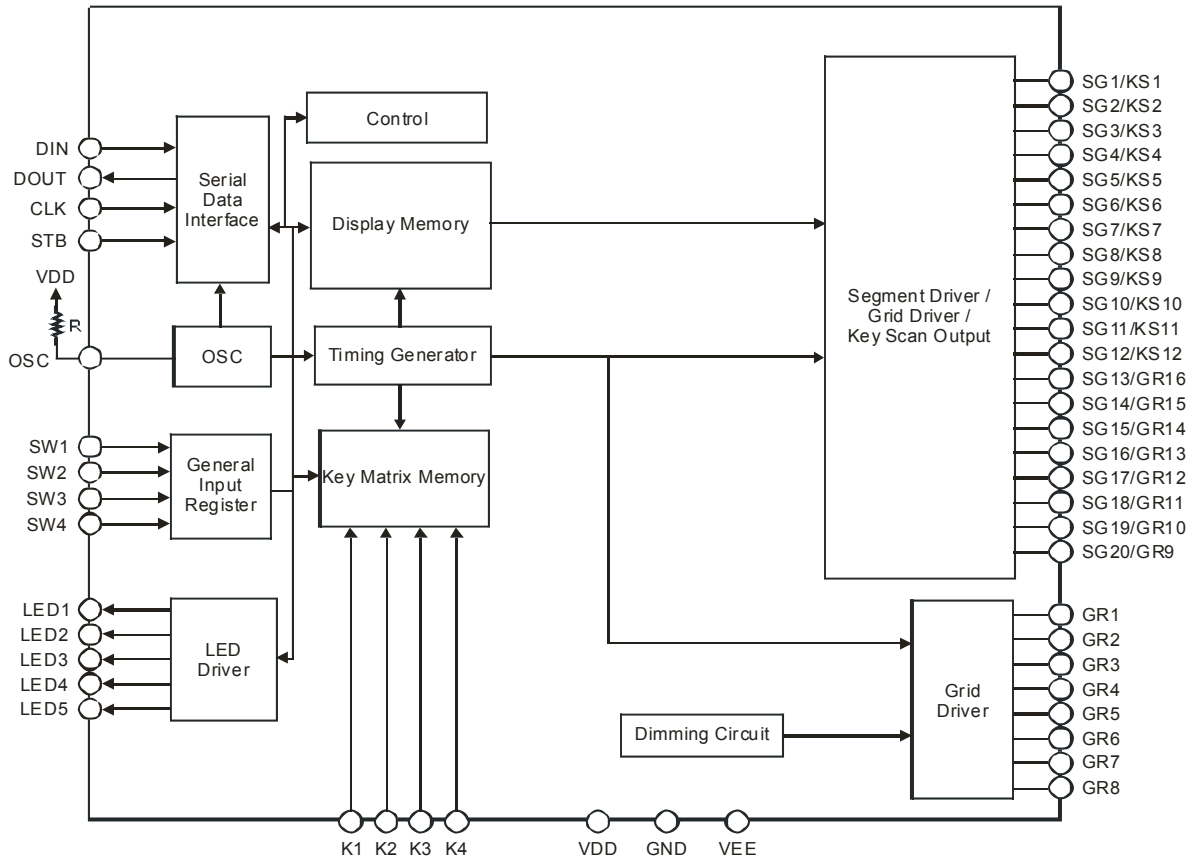 DIN
DOUT
CLK
STB
VDD
R
OSC
SW1
SW2
SW3
SW4
LED1
LED2
LED3
LED4
LED5
Serial
Data
Interface
OSC
General
Input
Register
LED
Driver
Control
Display Memory
Timing Generator
Key Matrix Memory
Segment Driver /
Grid Driver /
Key Scan Output
Dimming Circuit
Grid
Driver
SG1/KS1
SG2/KS2
SG3/KS3
SG4/KS4
SG5/KS5
SG6/KS6
SG7/KS7
SG8/KS8
SG9/KS9
SG10/KS10
SG11/KS11
SG12/KS12
SG13/GR16
SG14/GR15
SG15/GR14
SG16/GR13
SG17/GR12
SG18/GR11
SG19/GR10
SG20/GR9
GR1
GR2
GR3
GR4
GR5
GR6
GR7
GR8
K1 K2 K3 K4 VDD GND VEE